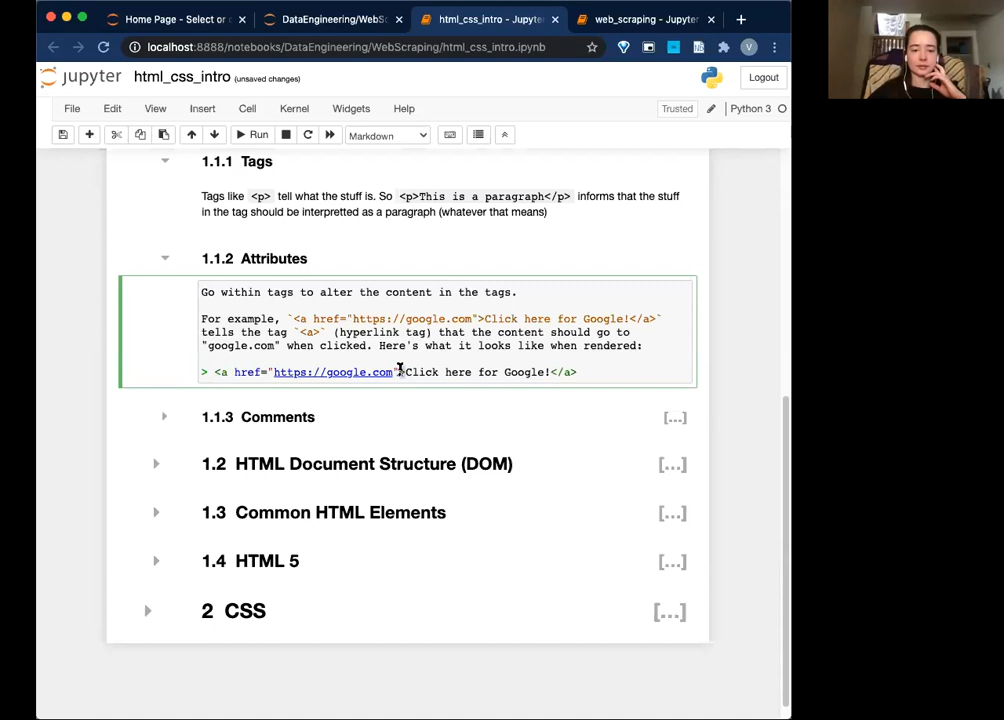 Home Page - Select or c
DataEngineering/WebSc
html_css_intro - Jupyter
web_scraping - Jupyter
localhost:8888/notebooks/DataEngineering/WebScraping/html_css_intro.ipynb
V
jupyter html_css_intro (unsaved changes)
Logout
File Edit View Insert Cell Kernel Widgets Help
Trusted
Python 3
Run
Markdown
1.1.1 Tags
Tags like <p> tell what the stuff is. So <p>This is a paragraph</p> informs that the stuff
in the tag should be interpretted as a paragraph (whatever that means)
1.1.2 Attributes
Go within tags to alter the content in the tags.
For example, `<a href="https://google.com">Click here for Google!</a>`
tells the tag `<a>` (hyperlink tag) that the content should go to
"google.com" when clicked. Here's what it looks like when rendered:
> <a href="https://google.com">Click here for Google!</a>
1.1.3 Comments
[...]
1.2 HTML Document Structure (DOM)
[...]
1.3 Common HTML Elements
[...]
1.4 HTML 5
[...]
2 CSS
[...]